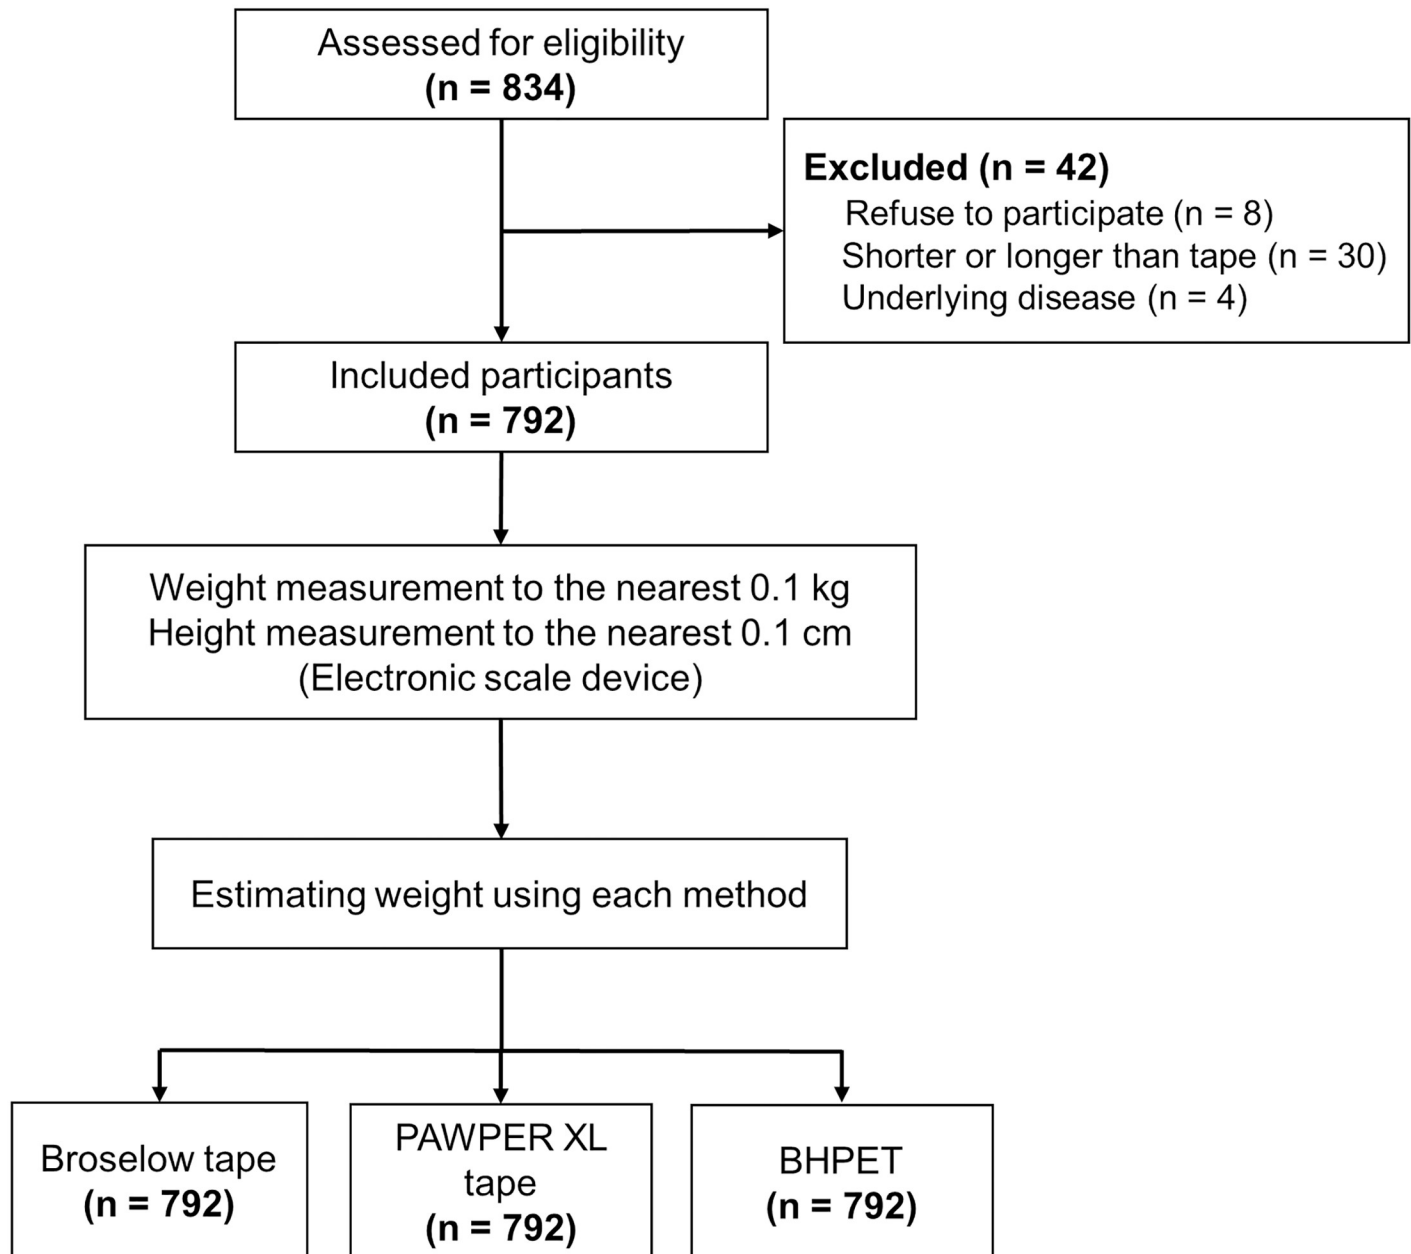 Assessed for eligibility
(n = 834)
Excluded (n = 42)
Refuse to participate (n = 8)
Shorter or longer than tape (n = 30)
Underlying disease (n = 4)
Included participants
(n = 792)
Weight measurement to the nearest 0.1 kg
Height measurement to the nearest 0.1 cm
(Electronic scale device)
Estimating weight using each method
Broselow tape
(n = 792)
PAWPER XL
tape
(n = 792)
BHPET
(n = 792)